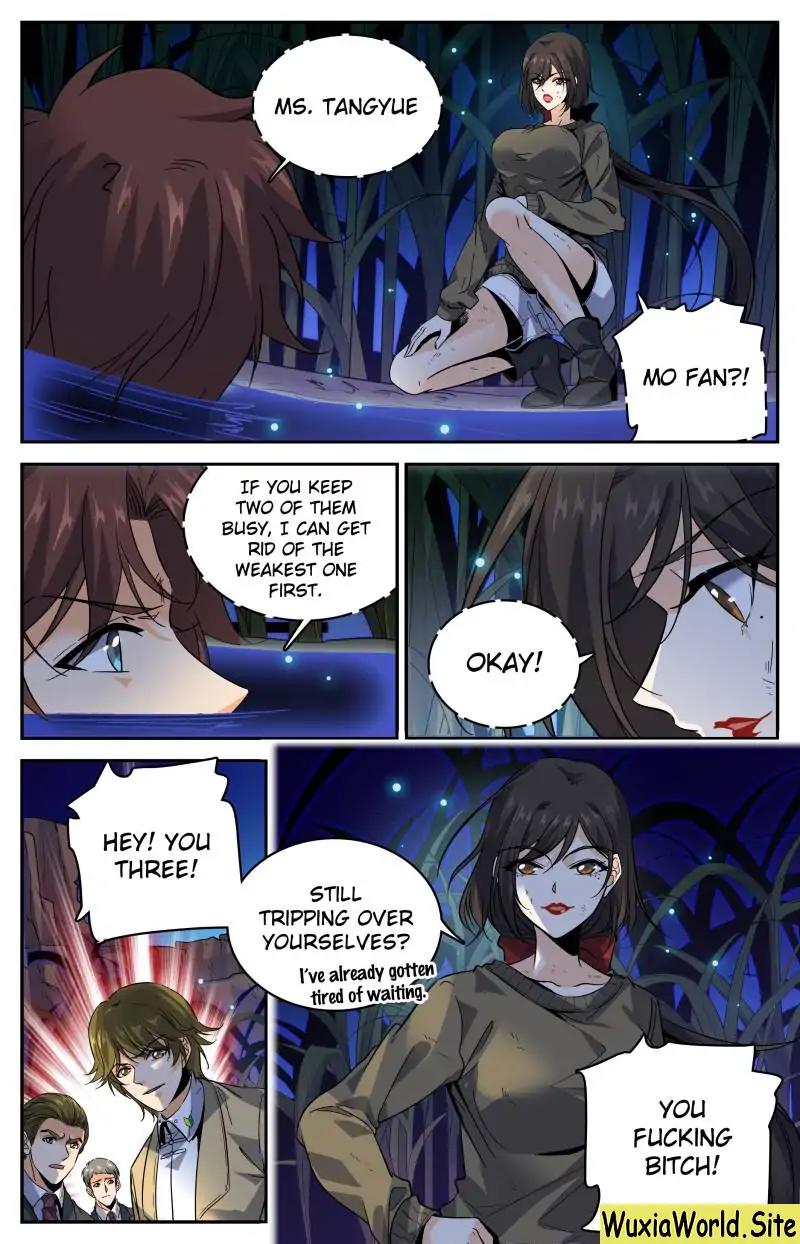 MS. TANGYUE
MO FAN?!
IF YOU KEEP
TWO OF THEM
BUSY, I CAN GET
RID OF THE
WEAKEST ONE
FIRST.
OKAY!
HEY! YOU
THREE!
STILL
TRIPPING OVER
YOURSELVES?
I've already gotten
tired of waiting.
YOU
FUCKING
BITCH!
WuxiaWorld.Site